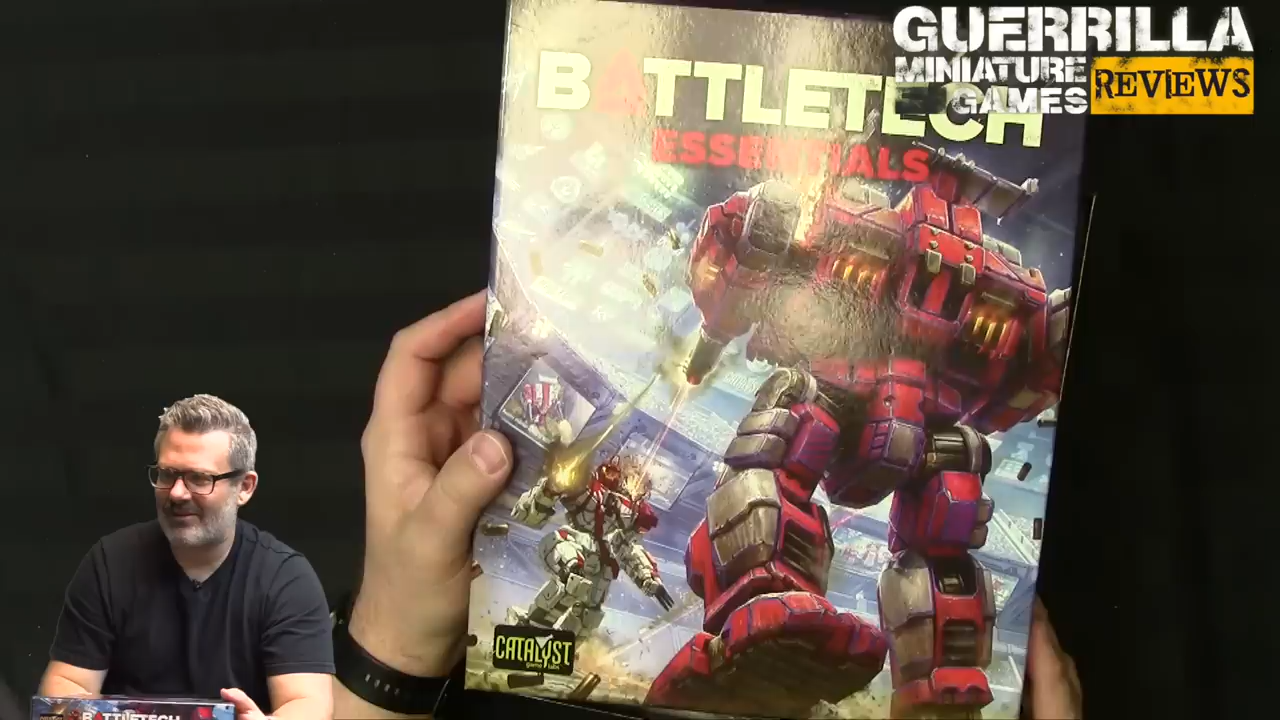 GUERRILLA
MINIATURE
GAMES
REVIEWS
BATTLETECH
ESSENTIALS
CATALYST
game labs
BATTLETECH